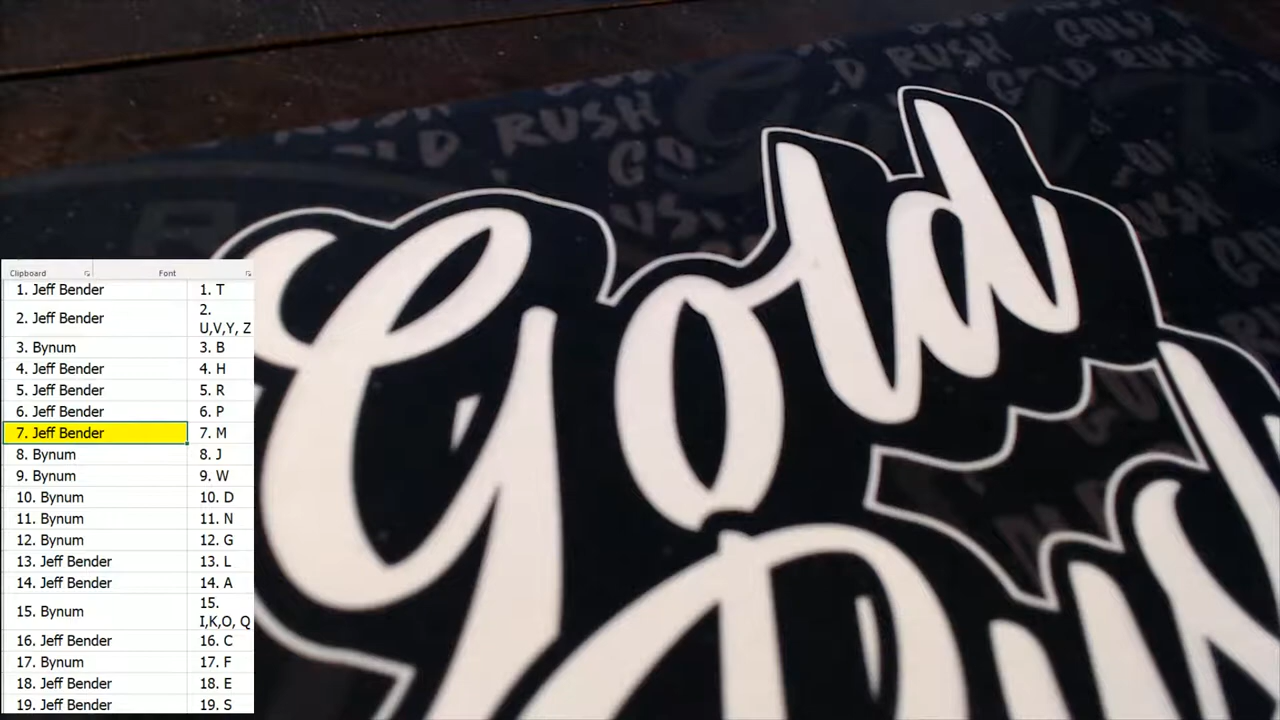 GOLD RUSH
RUSH
GOLD RUSH
GOLD RUSH
Gold
Clipboard Font
1. Jeff Bender 1. T
2. Jeff Bender 2. U,V,Y, Z
3. Bynum 3. B
4. Jeff Bender 4. H
5. Jeff Bender 5. R
6. Jeff Bender 6. P
7. Jeff Bender 7. M
8. Bynum 8. J
9. Bynum 9. W
10. Bynum 10. D
11. Bynum 11. N
12. Bynum 12. G
13. Jeff Bender 13. L
14. Jeff Bender 14. A
15. Bynum 15. I,K,O, Q
16. Jeff Bender 16. C
17. Bynum 17. F
18. Jeff Bender 18. E
19. Jeff Bender 19. S